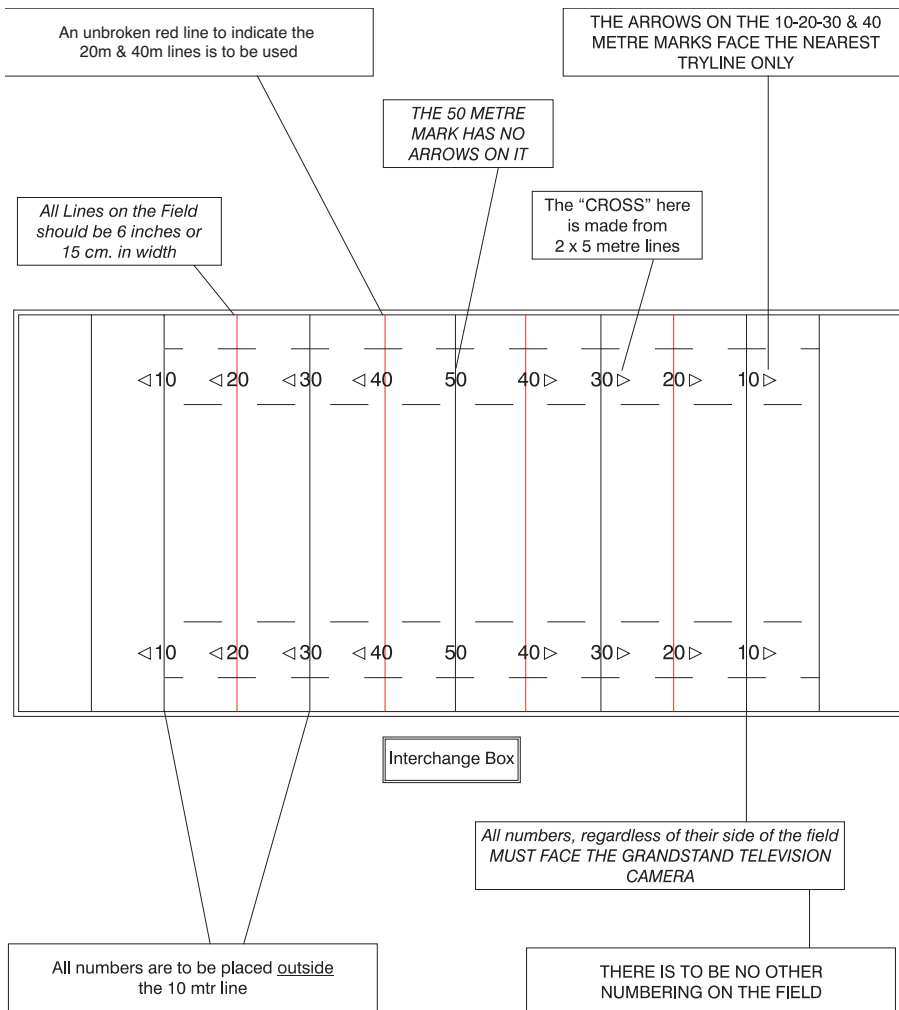 An unbroken red line to indicate the
20m & 40m lines is to be used
THE ARROWS ON THE 10-20-30 & 40
METRE MARKS FACE THE NEAREST
TRYLINE ONLY
THE 50 METRE
MARK HAS NO
ARROWS ON IT
All Lines on the Field
should be 6 inches or
15 cm. in width
The “CROSS” here
is made from
2 x 5 metre lines
10 20 30 40 50 40 30 20 10
10 20 30 40 50 40 30 20 10
Interchange Box
All numbers, regardless of their side of the field
MUST FACE THE GRANDSTAND TELEVISION
CAMERA
All numbers are to be placed outside
the 10 mtr line
THERE IS TO BE NO OTHER
NUMBERING ON THE FIELD